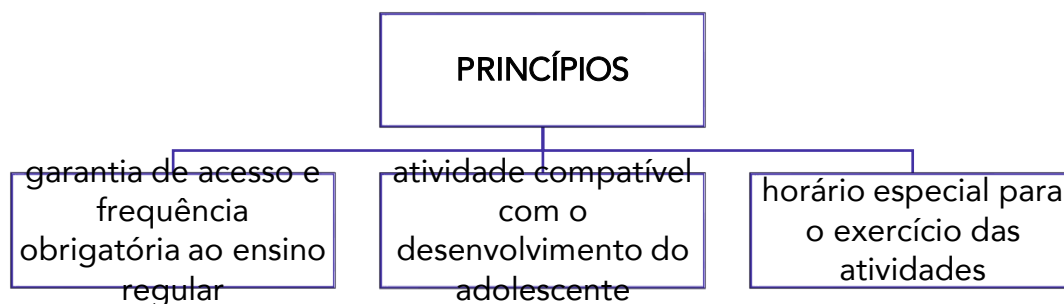 PRINCÍPIOS
garantia de acesso e
frequência
obrigatória ao ensino
regular
atividade compatível
com o
desenvolvimento do
adolescente
horário especial para
o exercício das
atividades